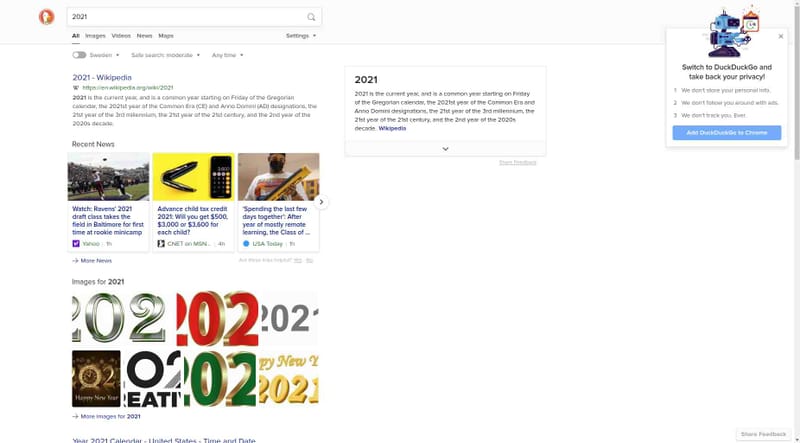 2021
All Images Videos News Maps Settings
Sweden Safe search: moderate Any time
2021 - Wikipedia
https://en.wikipedia.org/wiki/2021
2021 is the current year, and is a common year starting on Friday of the Gregorian
calendar, the 2021st year of the Common Era (CE) and Anno Domini (AD) designations, the
21st year of the 3rd millennium, the 21st year of the 21st century, and the 2nd year of the 2020s
decade.
Recent News
Watch: Ravens' 2021
draft class takes the
field in Baltimore for first
time at rookie minicamp
Yahoo · 1h
Advance child tax credit
2021: Will you get $500,
$3,000 or $3,600 for
each child?
CNET on MSN... · 4h
'Spending the last few
days together': After
year of mostly remote
learning, the Class of ...
USA Today · 1h
More News
Are these links helpful? Yes No
Images for 2021
202
202
202
2021
Happy New Year
202
EATIV
202
ppy New Y
2021
More Images for 2021
Year 2021 Calendar - United States - Time and Date
2021
2021 is the current year, and is a common year starting on Friday
of the Gregorian calendar, the 2021st year of the Common Era and
Anno Domini designations, the 21st year of the 3rd millennium, the
21st year of the 21st century, and the 2nd year of the 2020s
decade. Wikipedia
Share Feedback
Switch to DuckDuckGo and
take back your privacy!
1 We don't store your personal info.
2 We don't follow you around with ads.
3 We don't track you. Ever.
Add DuckDuckGo to Chrome
Share Feedback